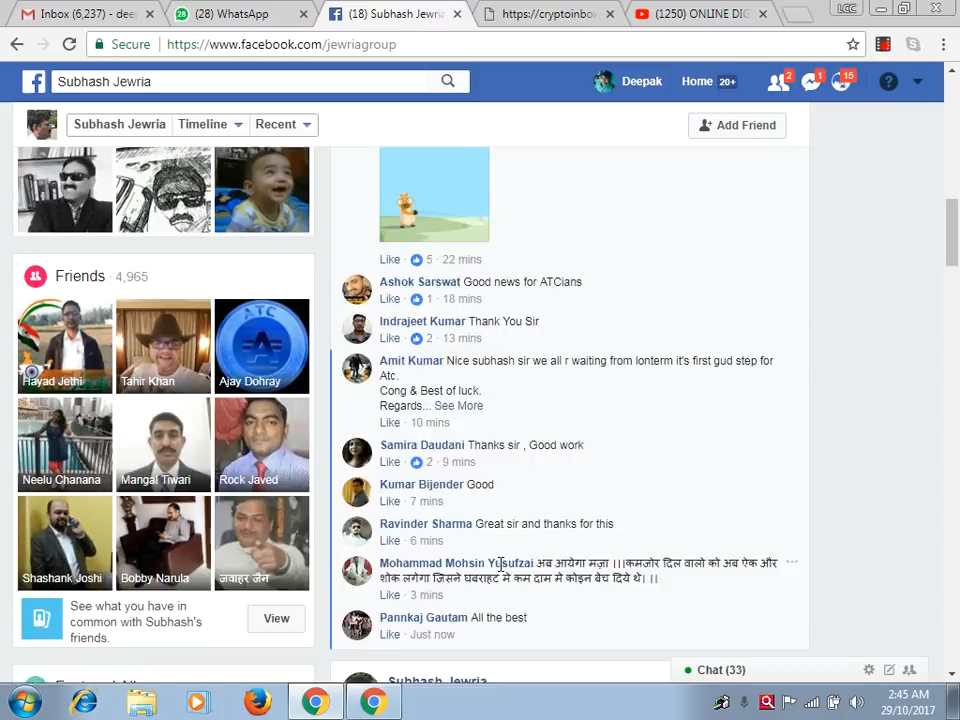 Inbox (6,237) - dee
(28) WhatsApp
(18) Subhash Jewria
https://cryptoinbo
(1250) ONLINE DIG
LCC
Secure
https://www.facebook.com/jewriagroup
Subhash Jewria
Deepak
Home 20+
2
1
15
Subhash Jewria
Timeline
Recent
Add Friend
Like · 5 · 22 mins
Friends · 4,965
Hayad Jethi
Tahir Khan
ATC
Ajay Dohray
Neelu Chanana
Mangal Tiwari
Rock Javed
Shashank Joshi
Bobby Narula
जवाहर जैन
See what you have in
common with Subhash's
friends.
View
Ashok Sarswat Good news for ATCians
Like · 1 · 18 mins
Indrajeet Kumar Thank You Sir
Like · 2 · 13 mins
Amit Kumar Nice subhash sir we all r waiting from lonterm it's first gud step for
Atc.
Cong & Best of luck.
Regards... See More
Like · 10 mins
Samira Daudani Thanks sir , Good work
Like · 2 · 9 mins
Kumar Bijender Good
Like · 7 mins
Ravinder Sharma Great sir and thanks for this
Like · 6 mins
Mohammad Mohsin Yusufzai अब आयेगा मज़ा ।।।कमजोर दिल वालो को अब ऐक और
शोक लगेगा जिसने घबराहट मे कम दाम मे कोइन वेच दिये थे। ।।
Like · 3 mins
Pannkaj Gautam All the best
Like · Just now
Subhash Jewria
Chat (33)
2:45 AM
29/10/2017